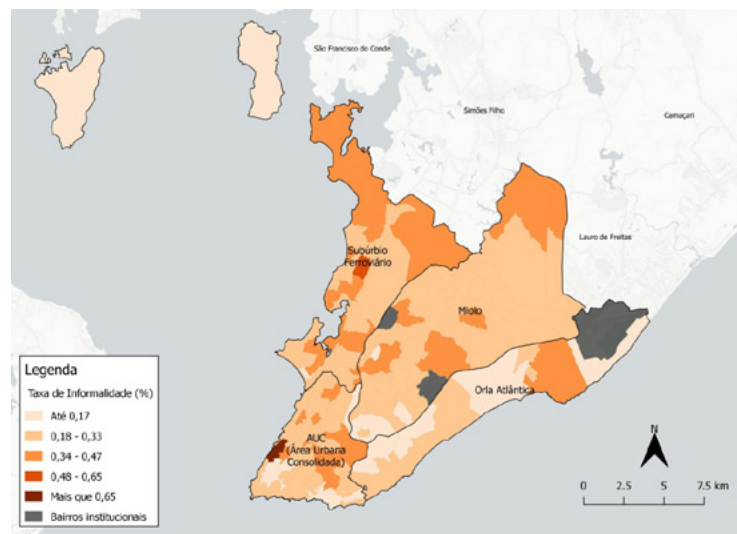 São Francisco do Conde
Simões Filho
Camaçari
Lauro de Freitas
Subúrbio
Ferroviário
Miolo
Orla Atlântica
AUC
(Área Urbana
Consolidada)
Legenda
Taxa de Informalidade (%)
Até 0,17
0,18 - 0,33
0,34 - 0,47
0,48 - 0,65
Mais que 0,65
Bairros institucionais
N
0 2.5 5 7.5 km